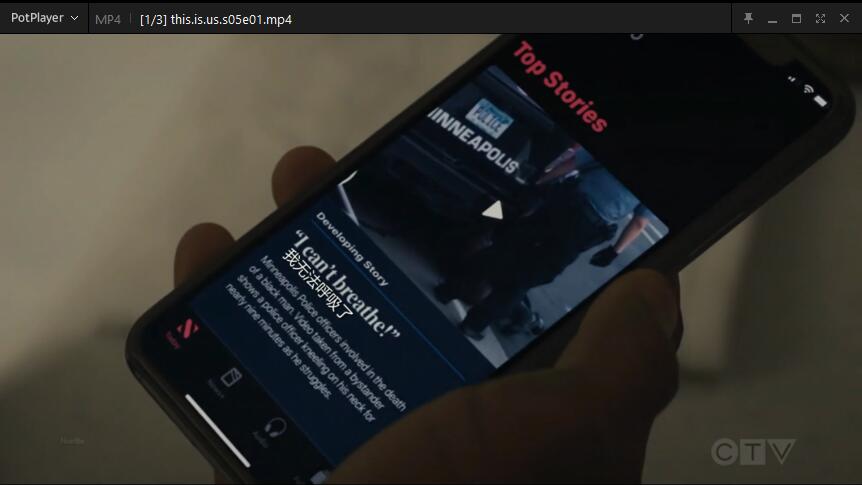 PotPlayer
MP4
[1/3] this.is.us.s05e01.mp4
Top Stories
POLICE
MINNEAPOLIS
Developing Story
“I can't breathe!”
我无法呼吸了
Minneapolis Police officers involved in the death
of a black man. Video taken from a bystander
shows a police officer kneeling on his neck for
nearly nine minutes as he struggles.
Today
Audio
CTV